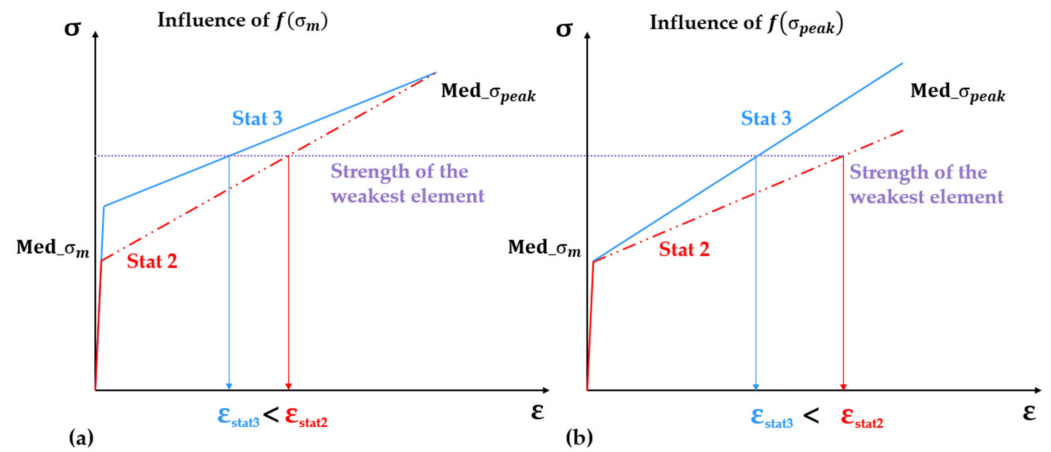 Influence of f(σm)
σ
Med_σpeak
Stat 3
Strength of the
weakest element
Med_σm
Stat 2
εstat3 < εstat2
ε
(a)
Influence of f(σpeak)
σ
Med_σpeak
Stat 3
Strength of the
weakest element
Med_σm
Stat 2
εstat3 < εstat2
ε
(b)